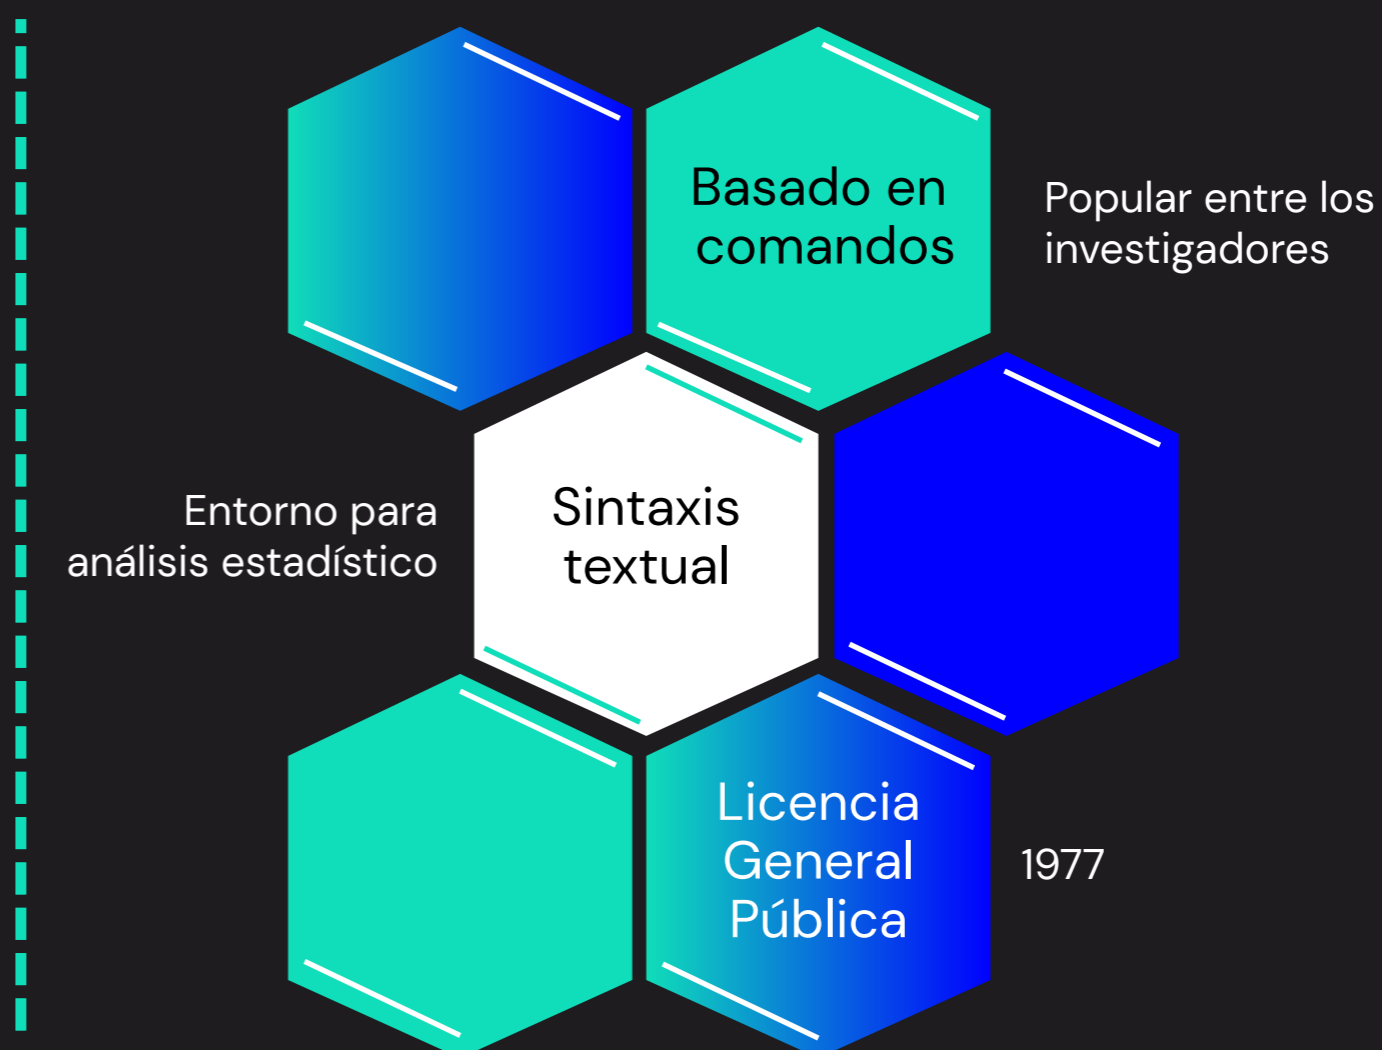 Basado en
comandos
Popular entre los
investigadores
Entorno para
análisis estadístico
Sintaxis
textual
Licencia
General
Pública
1977